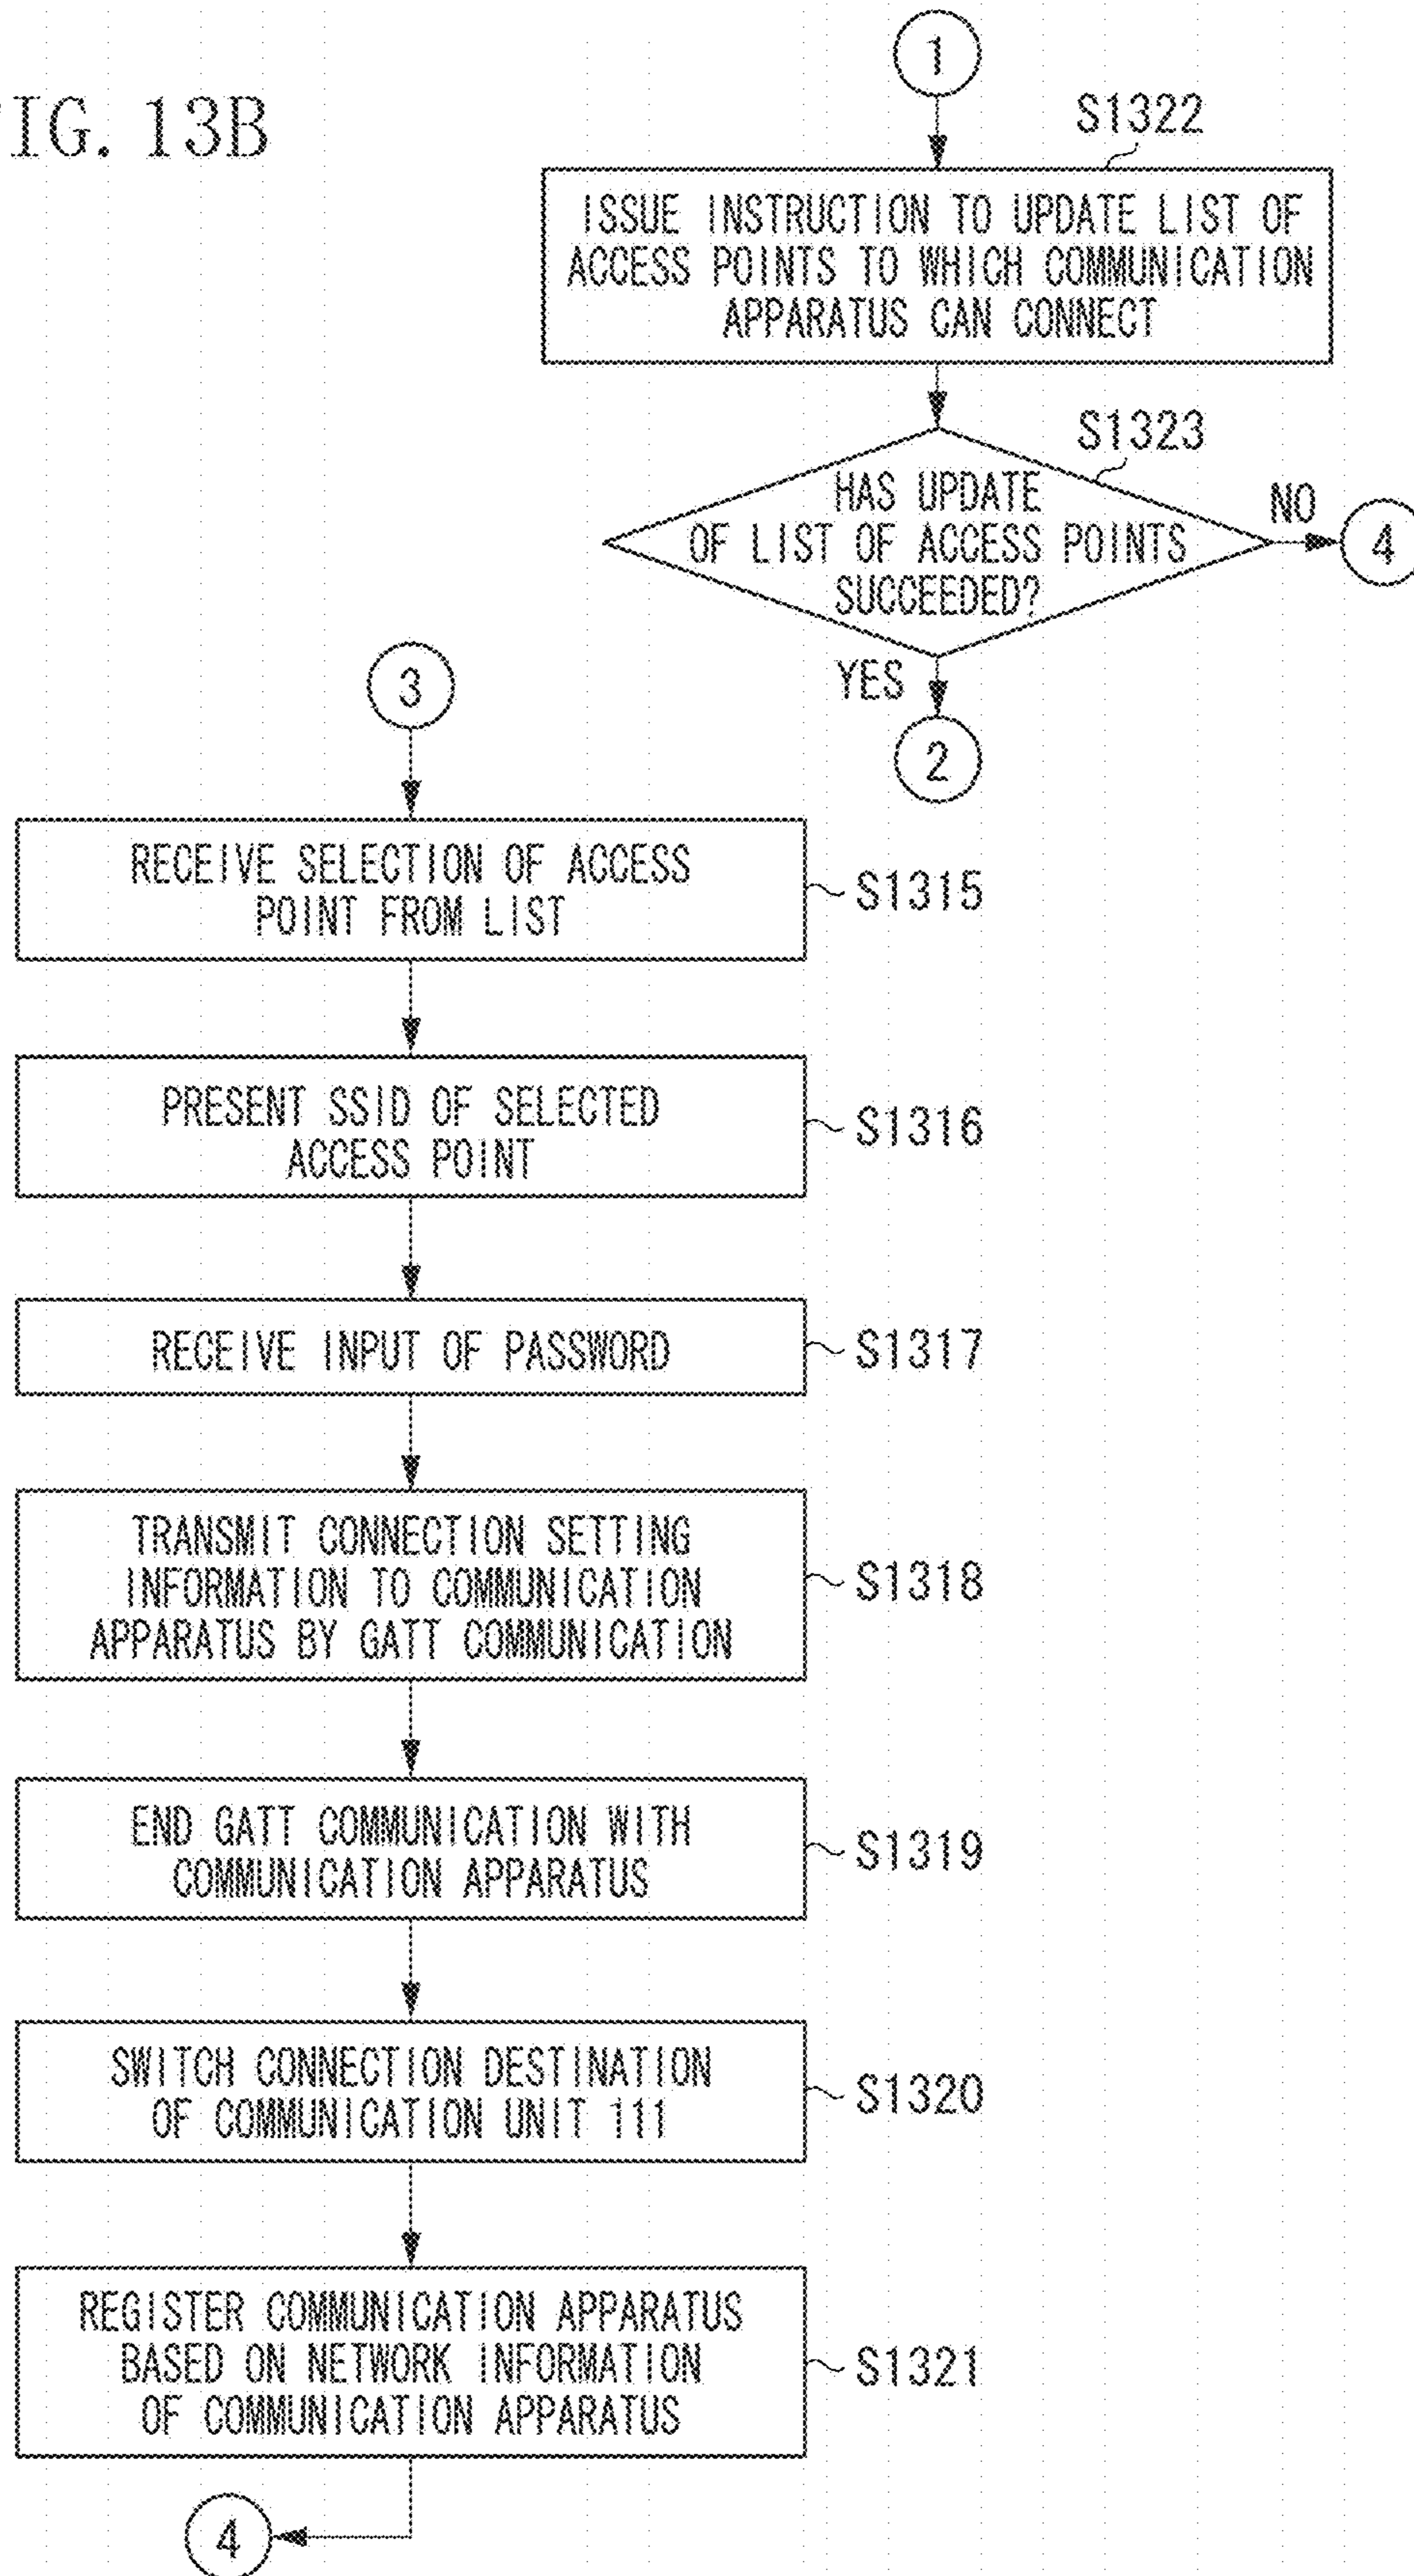 FIG. 13B
1
S1322
ISSUE INSTRUCTION TO UPDATE LIST OF
ACCESS POINTS TO WHICH COMMUNICATION
APPARATUS CAN CONNECT
S1323
HAS UPDATE
OF LIST OF ACCESS POINTS
SUCCEEDED?
NO
4
YES
2
3
RECEIVE SELECTION OF ACCESS
POINT FROM LIST
S1315
PRESENT SSID OF SELECTED
ACCESS POINT
S1316
RECEIVE INPUT OF PASSWORD
S1317
TRANSMIT CONNECTION SETTING
INFORMATION TO COMMUNICATION
APPARATUS BY GATT COMMUNICATION
S1318
END GATT COMMUNICATION WITH
COMMUNICATION APPARATUS
S1319
SWITCH CONNECTION DESTINATION
OF COMMUNICATION UNIT 111
S1320
REGISTER COMMUNICATION APPARATUS
BASED ON NETWORK INFORMATION
OF COMMUNICATION APPARATUS
S1321
4